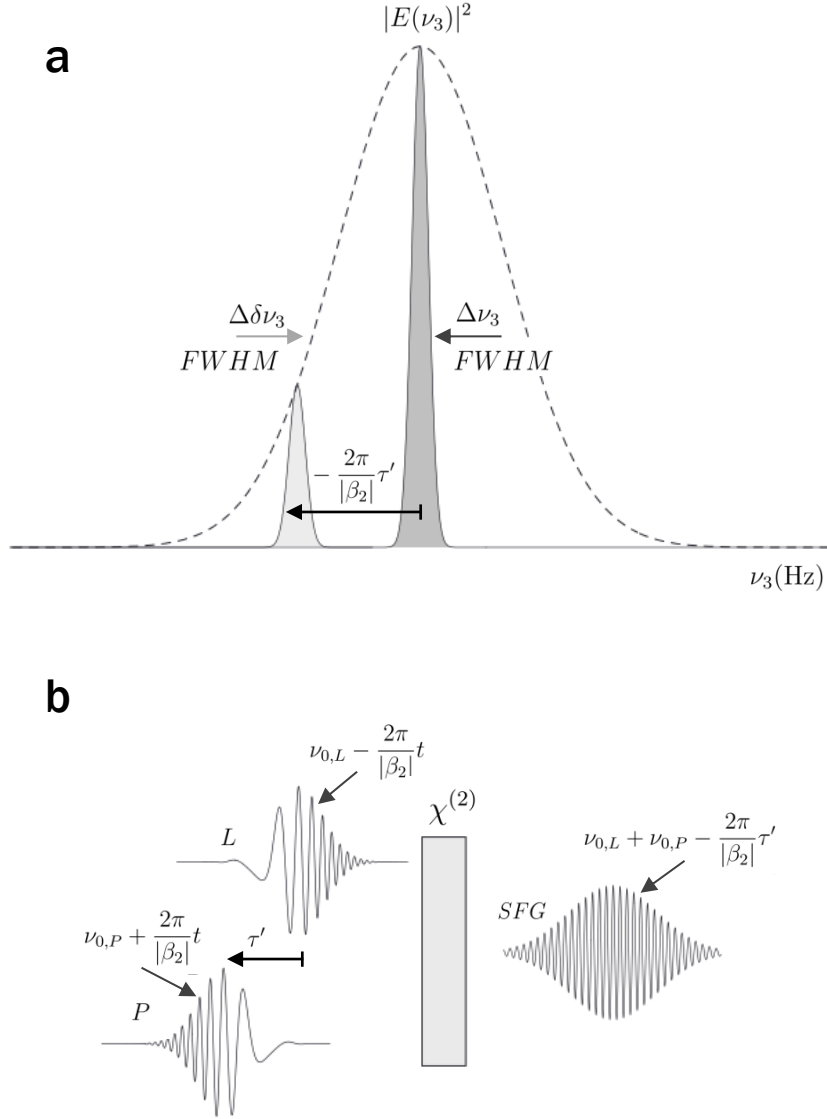 a
|E(ν₃)|²
Δδν₃
FWHM
Δν₃
FWHM
− 2π/|β₂| τ′
ν₃(Hz)
b
ν₀,L − 2π/|β₂| t
χ⁽²⁾
L
ν₀,L + ν₀,P − 2π/|β₂| τ′
SFG
ν₀,P + 2π/|β₂| t
τ′
P